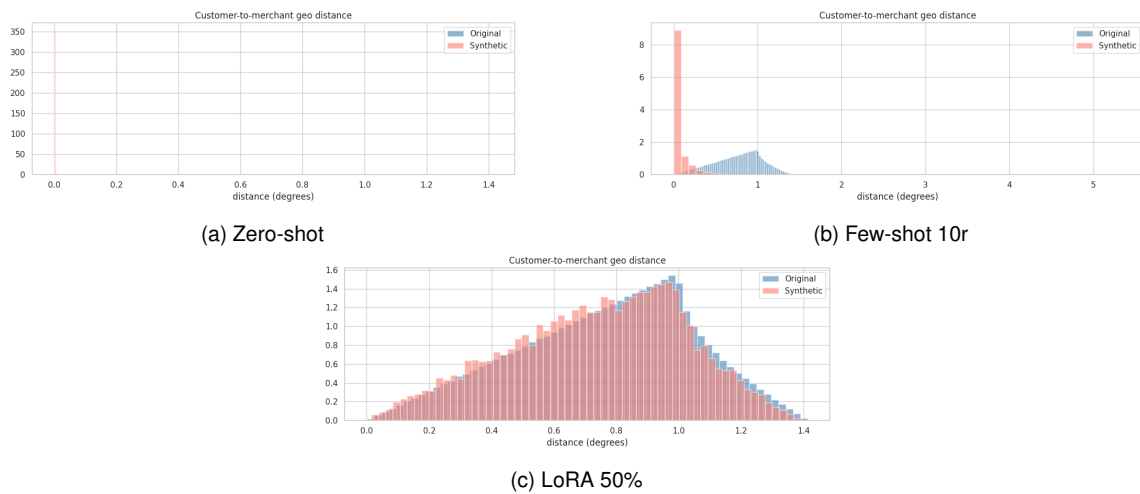 Customer-to-merchant geo distance
350
300
250
200
150
100
50
0
Original
Synthetic
0.0 0.2 0.4 0.6 0.8 1.0 1.2 1.4
distance (degrees)
(a) Zero-shot
Customer-to-merchant geo distance
8
6
4
2
0
Original
Synthetic
0 1 2 3 4 5
distance (degrees)
(b) Few-shot 10r
Customer-to-merchant geo distance
1.6
1.4
1.2
1.0
0.8
0.6
0.4
0.2
0.0
Original
Synthetic
0.0 0.2 0.4 0.6 0.8 1.0 1.2 1.4
distance (degrees)
(c) LoRA 50%